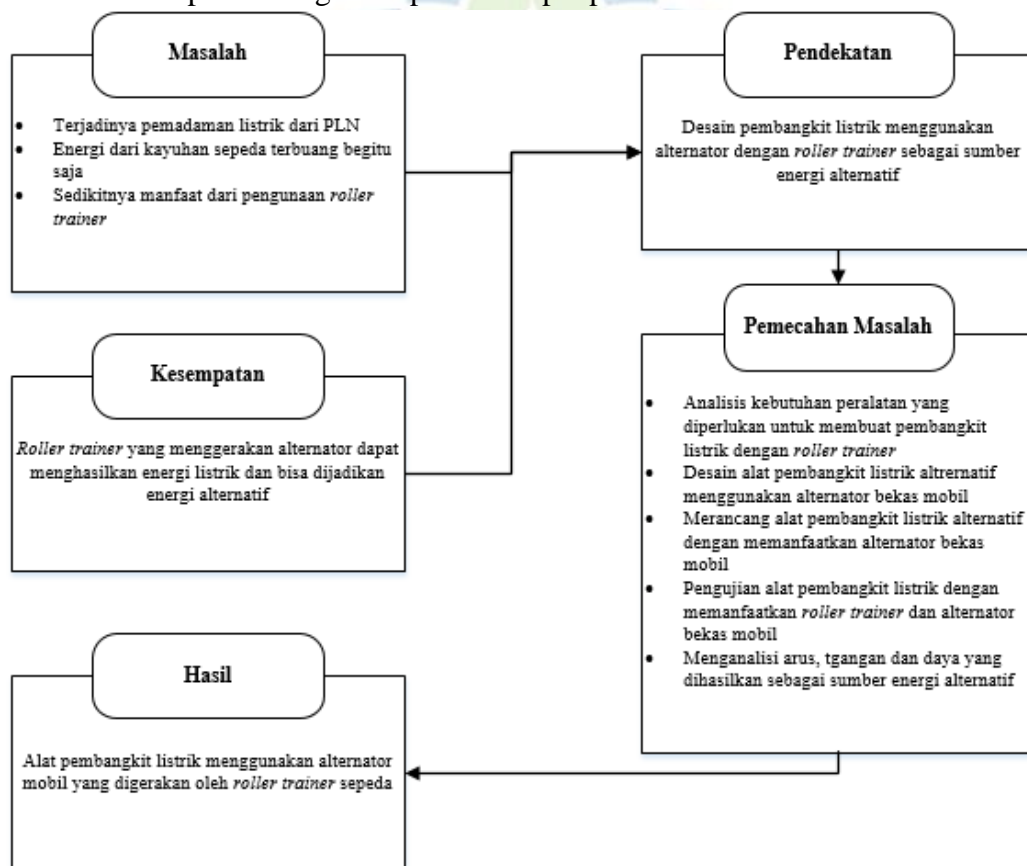 Masalah
• Terjadinya pemadaman listrik dari PLN
• Energi dari kayuhan sepeda terbuang begitu
saja
• Sedikitnya manfaat dari pengunaan roller
trainer
Kesempatan
Roller trainer yang menggerakan alternator dapat
menghasilkan energi listrik dan bisa dijadikan
energi alternatif
Pendekatan
Desain pembangkit listrik menggunakan
alternator dengan roller trainer sebagai sumber
energi alternatif
Pemecahan Masalah
• Analisis kebutuhan peralatan yang
diperlukan untuk membuat pembangkit
listrik dengan roller trainer
• Desain alat pembangkit listrik altrernatif
menggunakan alternator bekas mobil
• Merancang alat pembangkit listrik alternatif
dengan memanfaatkan alternator bekas
mobil
• Pengujian alat pembangkit listrik dengan
memanfaatkan roller trainer dan alternator
bekas mobil
• Menganalisi arus, tgangan dan daya yang
dihasilkan sebagai sumber energi alternatif
Hasil
Alat pembangkit listrik menggunakan alternator
mobil yang digerakan oleh roller trainer sepeda